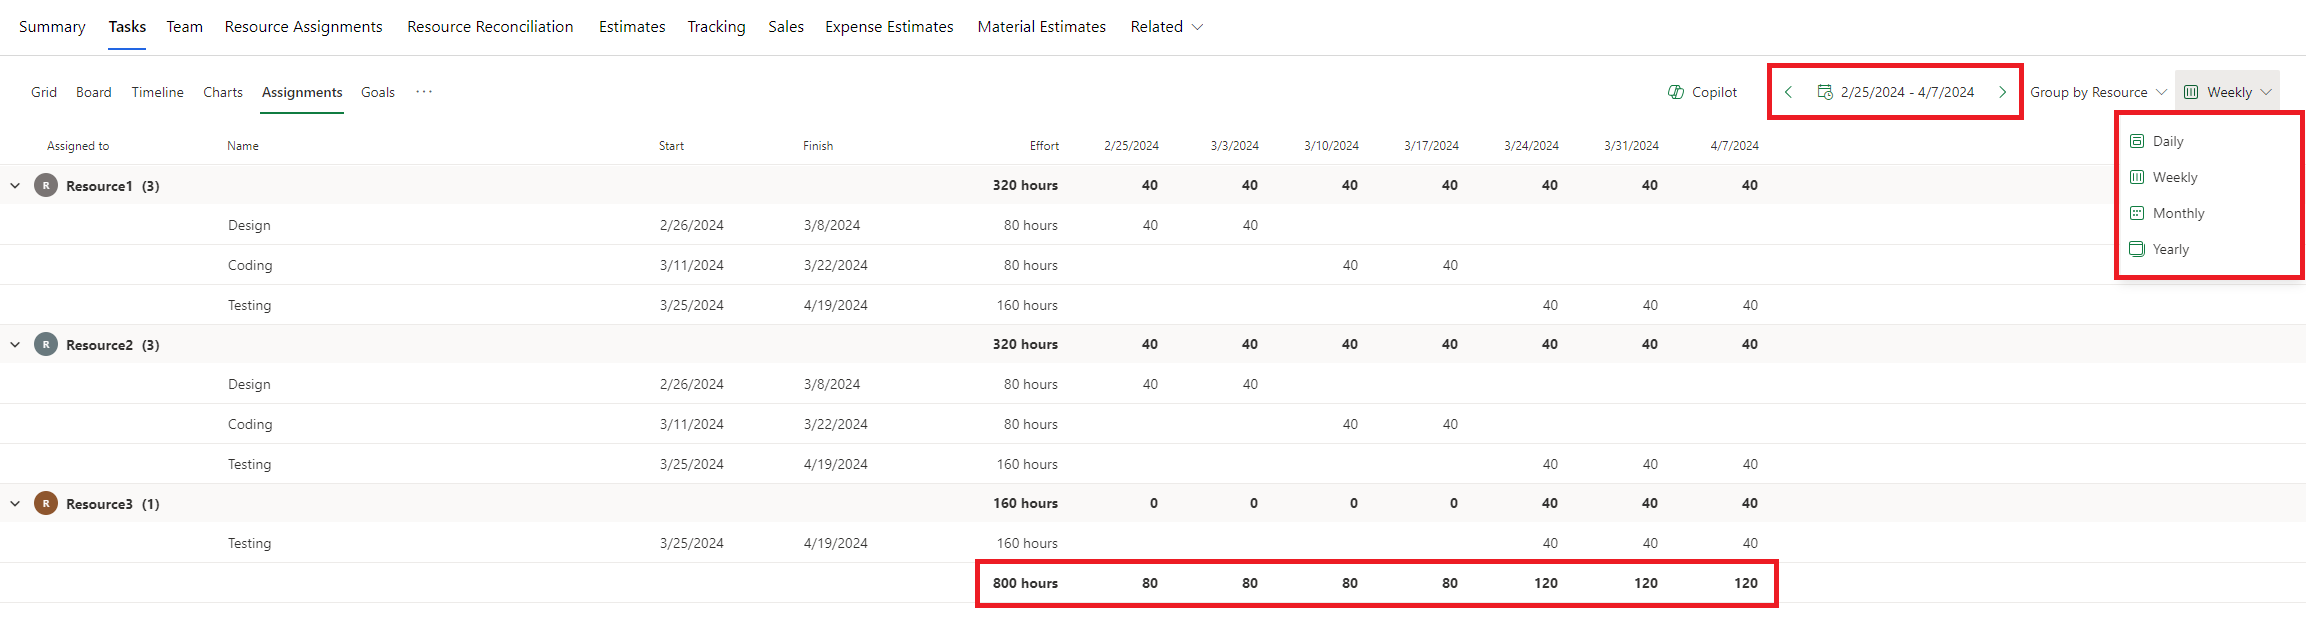 Summary Tasks Team Resource Assignments Resource Reconciliation Estimates Tracking Sales Expense Estimates Material Estimates Related
Grid Board Timeline Charts Assignments Goals ··· Copilot 2/25/2024 - 4/7/2024 Group by Resource Weekly
Assigned to Name Start Finish Effort 2/25/2024 3/3/2024 3/10/2024 3/17/2024 3/24/2024 3/31/2024 4/7/2024
Daily
Weekly
Monthly
Yearly
R Resource1 (3) 320 hours 40 40 40 40 40 40 40
Design 2/26/2024 3/8/2024 80 hours 40 40
Coding 3/11/2024 3/22/2024 80 hours 40 40
Testing 3/25/2024 4/19/2024 160 hours 40 40 40
R Resource2 (3) 320 hours 40 40 40 40 40 40 40
Design 2/26/2024 3/8/2024 80 hours 40 40
Coding 3/11/2024 3/22/2024 80 hours 40 40
Testing 3/25/2024 4/19/2024 160 hours 40 40 40
R Resource3 (1) 160 hours 0 0 0 0 40 40 40
Testing 3/25/2024 4/19/2024 160 hours 40 40 40
800 hours 80 80 80 80 120 120 120